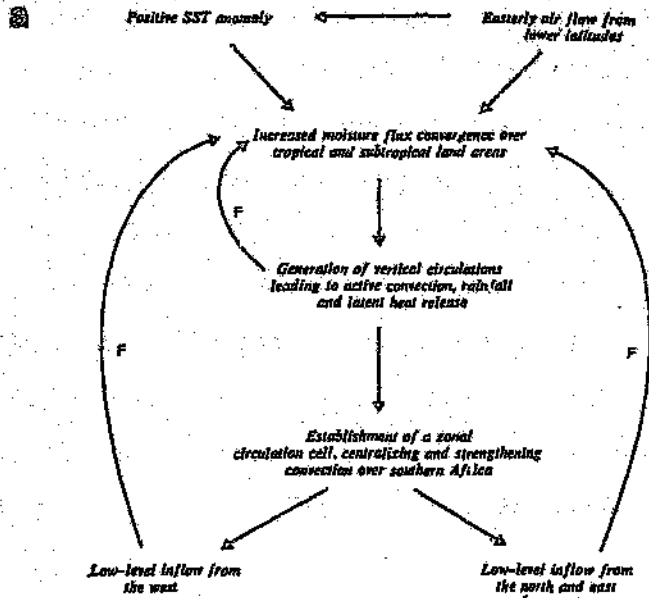 a
Positive SST anomaly
Easterly air flow from
lower latitudes
Increased moisture flux convergence over
tropical and subtropical land areas
F
Generation of vertical circulations
leading to active convection, rainfall
and latent heat release
F
F
Establishment of a zonal
circulation cell, centralizing and strengthening
convection over southern Africa
Low-level inflow from
the west
Low-level inflow from
the north and east